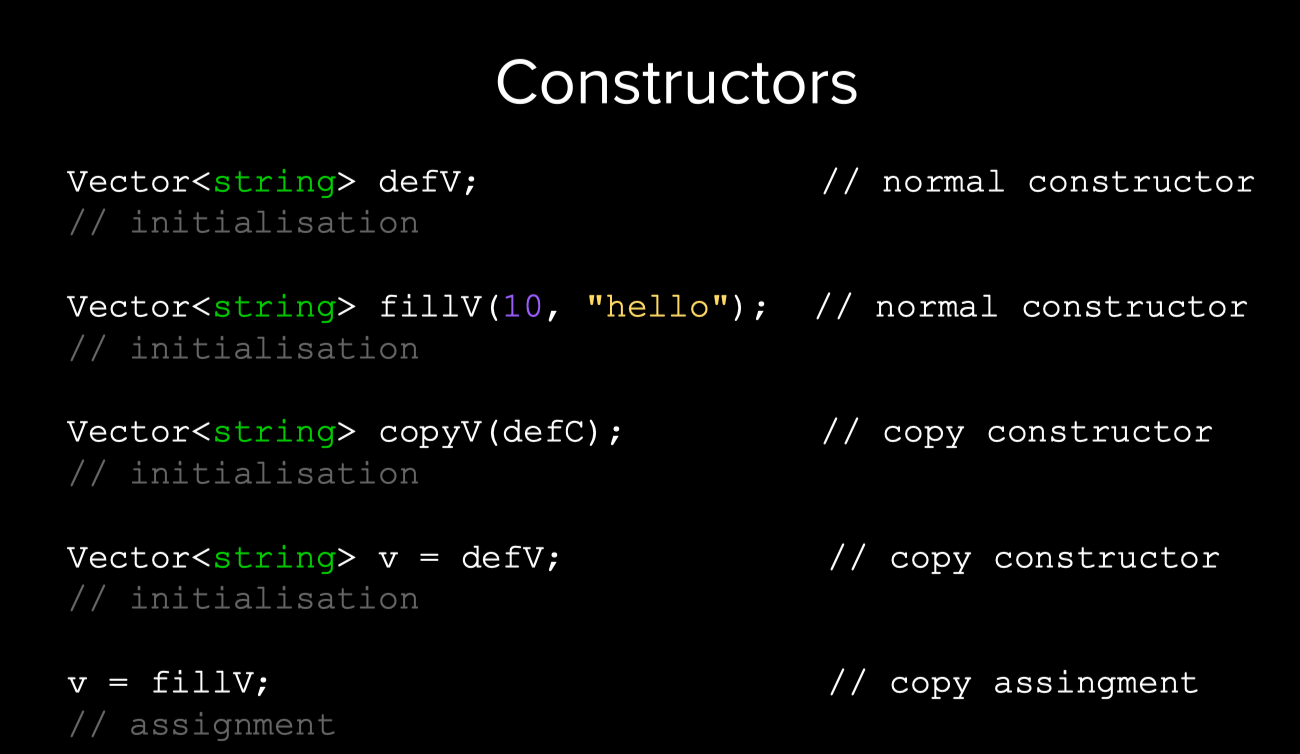 Constructors
Vector<string> defV; // normal constructor
// initialisation
Vector<string> fillV(10, "hello"); // normal constructor
// initialisation
Vector<string> copyV(defC); // copy constructor
// initialisation
Vector<string> v = defV; // copy constructor
// initialisation
v = fillV; // copy assingment
// assignment